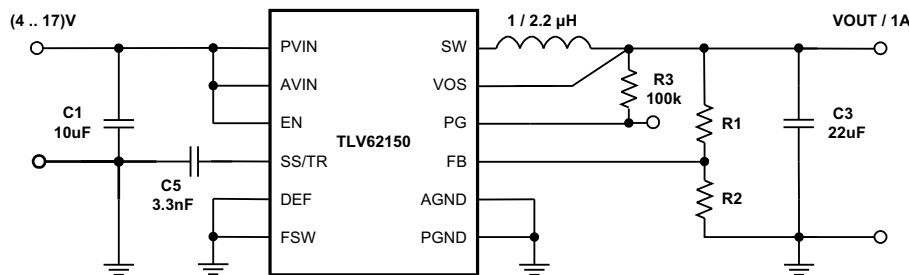 (4 .. 17)V
1 / 2.2 µH
VOUT / 1A
PVIN
SW
AVIN
VOS
R3
100k
C1
10uF
EN
PG
R1
C3
22uF
TLV62150
SS/TR
FB
C5
3.3nF
DEF
AGND
R2
FSW
PGND